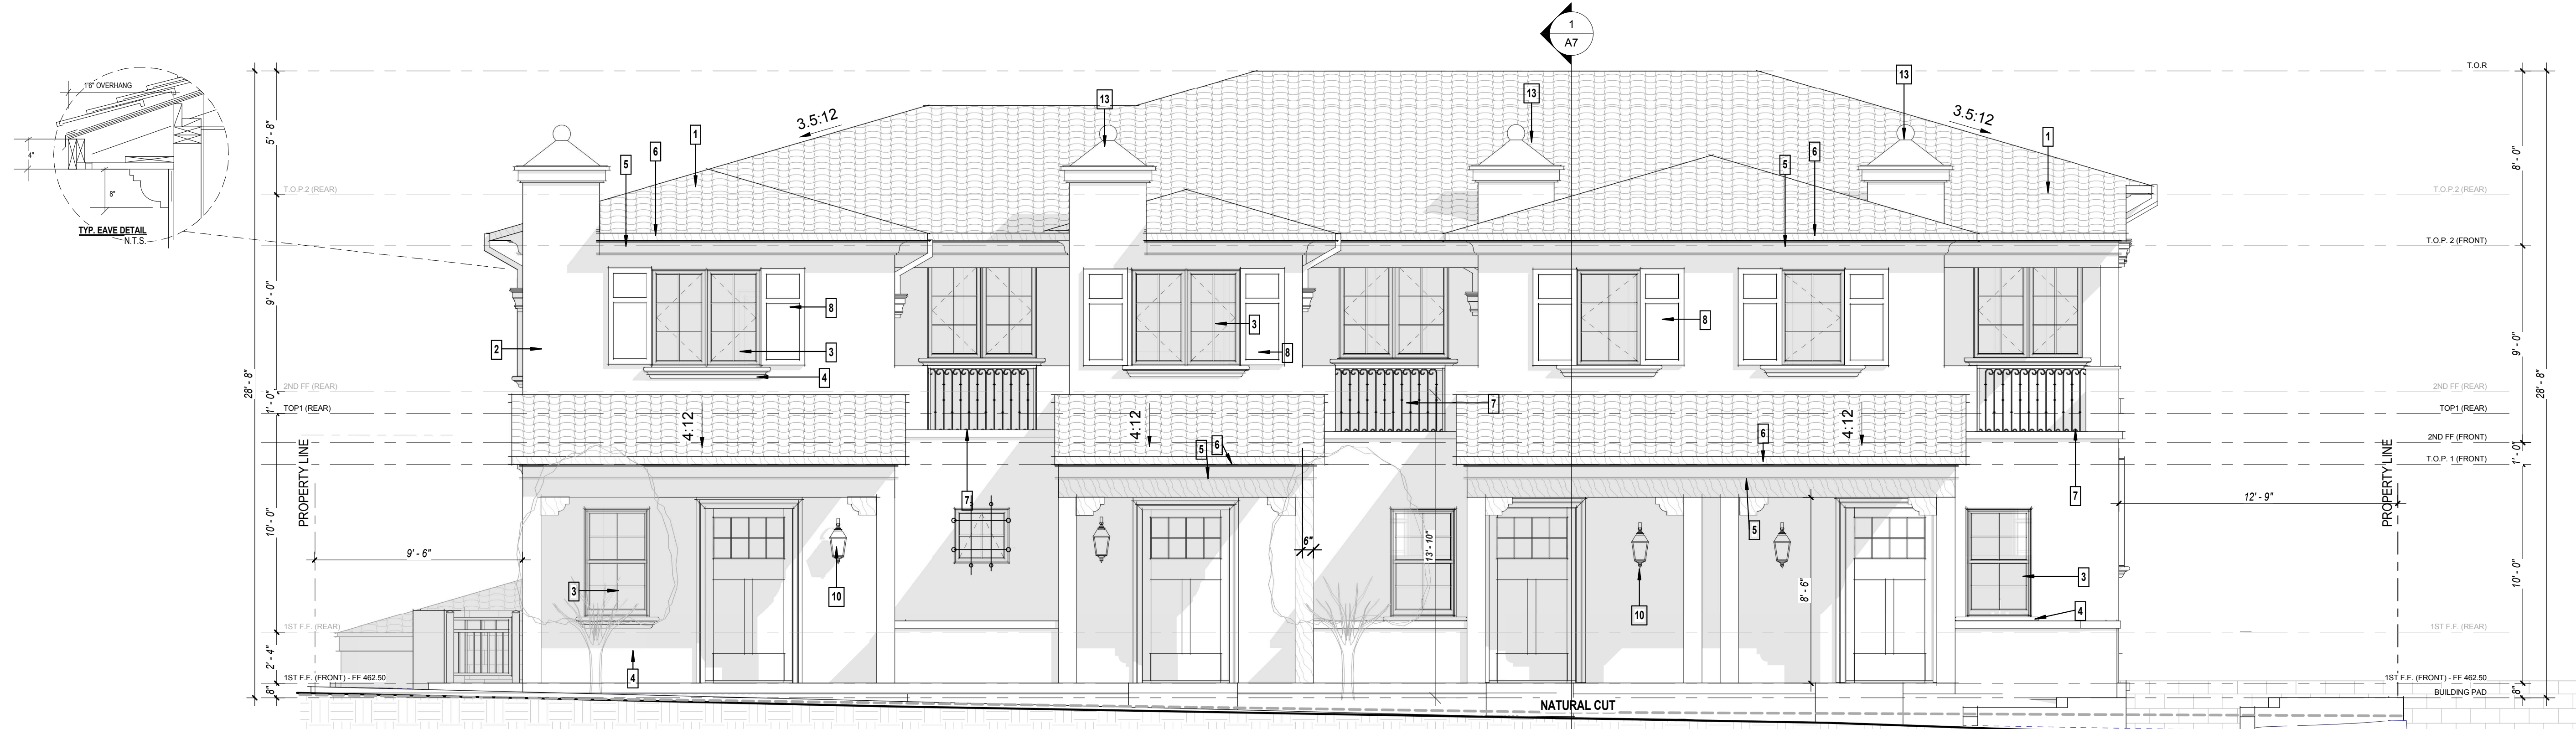 1
A7
1'6" OVERHANG
4"
8"
TYP. EAVE DETAIL
N.T.S.
T.O.R
13
13
13
3.5:12
3.5:12
1
1
6
5
6
5
5' - 8"
8' - 0"
T.O.P.2 (REAR)
T.O.P.2 (REAR)
T.O.P. 2 (FRONT)
9' - 0"
9' - 0"
8
3
8
8
2
3
4
28' - 8"
28' - 8"
2ND FF (REAR)
2ND FF (REAR)
1' - 0"
TOP1 (REAR)
TOP1 (REAR)
7
4:12
4:12
4:12
2ND FF (FRONT)
1' - 0"
T.O.P. 1 (FRONT)
5
6
6
PROPERTY LINE
PROPERTY LINE
7
7
12' - 9"
5
10' - 0"
10' - 0"
9' - 6"
6"
13' - 10"
8' - 6"
3
10
10
3
4
1ST F.F. (REAR)
1ST F.F. (REAR)
2' - 4"
4
1ST F.F. (FRONT) - FF 462.50
1ST F.F. (FRONT) - FF 462.50
8"
8"
BUILDING PAD
NATURAL CUT